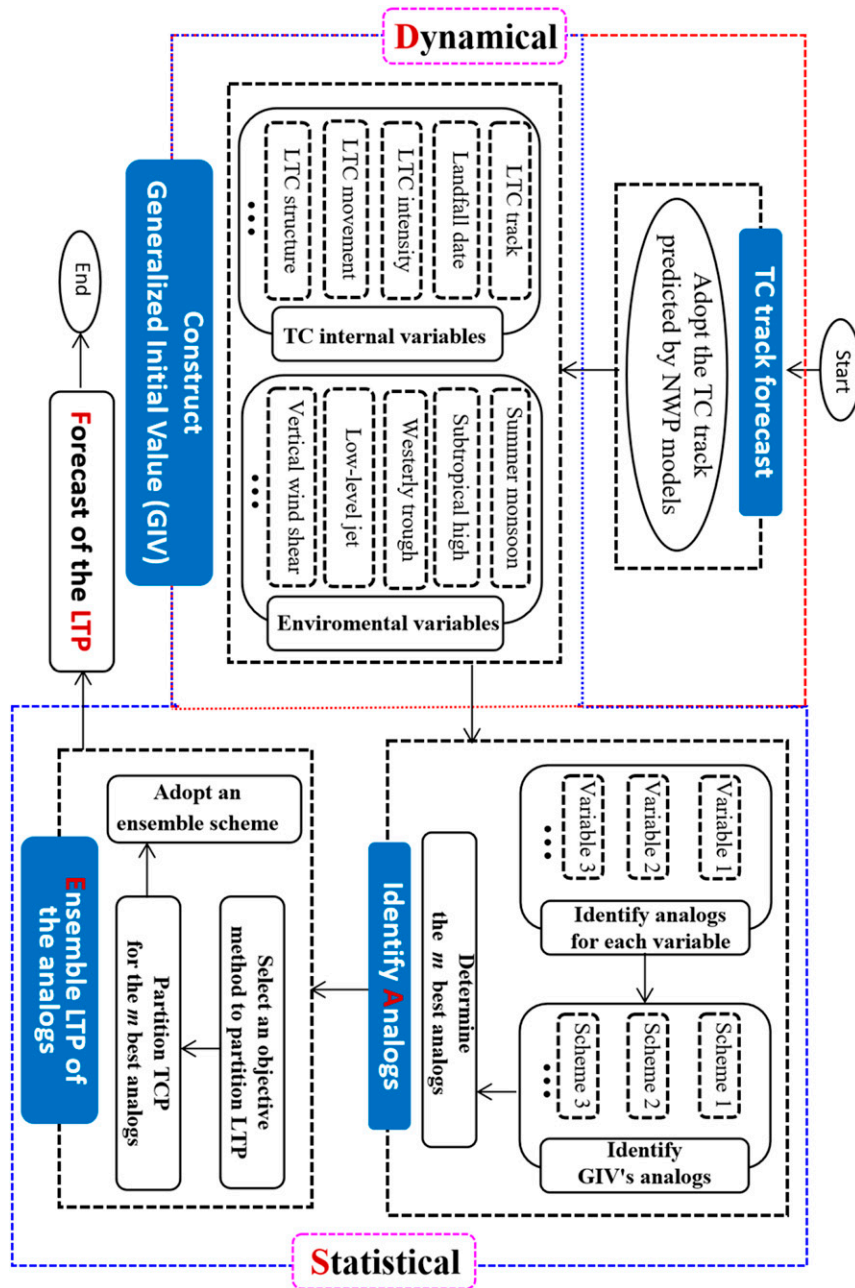 Dynamical
Start
TC track forecast
Adopt the TC track
predicted by NWP models
TC internal variables
LTC track
Landfall date
LTC intensity
LTC movement
LTC structure
...
Enviromental variables
Summer monsoon
Subtropical high
Westerly trough
Low-level jet
Vertical wind shear
...
Construct
Generalized Initial Value (GIV)
Statistical
Identify analogs
for each variable
Variable 1
Variable 2
Variable 3
...
Identify
GIV's analogs
Scheme 1
Scheme 2
Scheme 3
...
Determine
the m best analogs
Identify Analogs
Select an objective
method to partition LTP
Partition TCP
for the m best analogs
Adopt an
ensemble scheme
Ensemble LTP of
the analogs
Forecast of the LTP
End